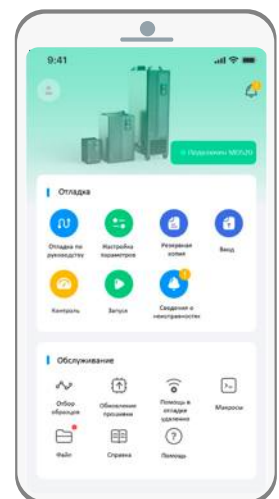 9:41
Подключен MD520
Отладка
Отладка по руководству
Настройка параметров
Резервная копия
Ввод
Контроль
Запуск
Сведения о неисправностях
Обслуживание
Отбор образцов
Обновление прошивки
Помощь в отладке удаленно
Макросы
Файл
Справка
Помощь